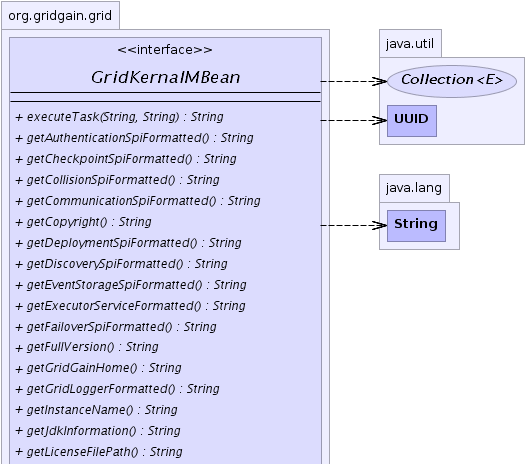 org.gridgain.grid
<<interface>>
GridKernalMBean
+ executeTask(String, String) : String
+ getAuthenticationSpiFormatted() : String
+ getCheckpointSpiFormatted() : String
+ getCollisionSpiFormatted() : String
+ getCommunicationSpiFormatted() : String
+ getCopyright() : String
+ getDeploymentSpiFormatted() : String
+ getDiscoverySpiFormatted() : String
+ getEventStorageSpiFormatted() : String
+ getExecutorServiceFormatted() : String
+ getFailoverSpiFormatted() : String
+ getFullVersion() : String
+ getGridGainHome() : String
+ getGridLoggerFormatted() : String
+ getInstanceName() : String
+ getJdkInformation() : String
+ getLicenseFilePath() : String
java.util
Collection <E>
UUID
java.lang
String